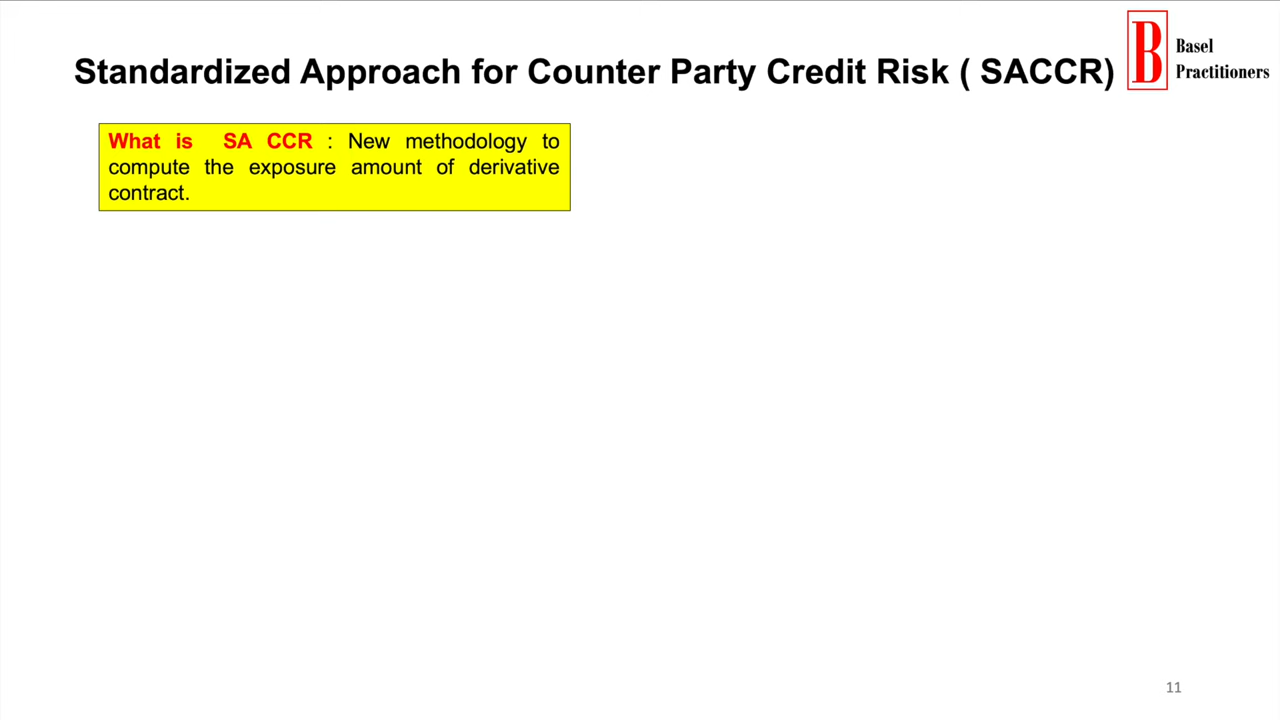 Standardized Approach for Counter Party Credit Risk ( SACCR)
B
Basel
Practitioners
What is SA CCR : New methodology to
compute the exposure amount of derivative
contract.
11